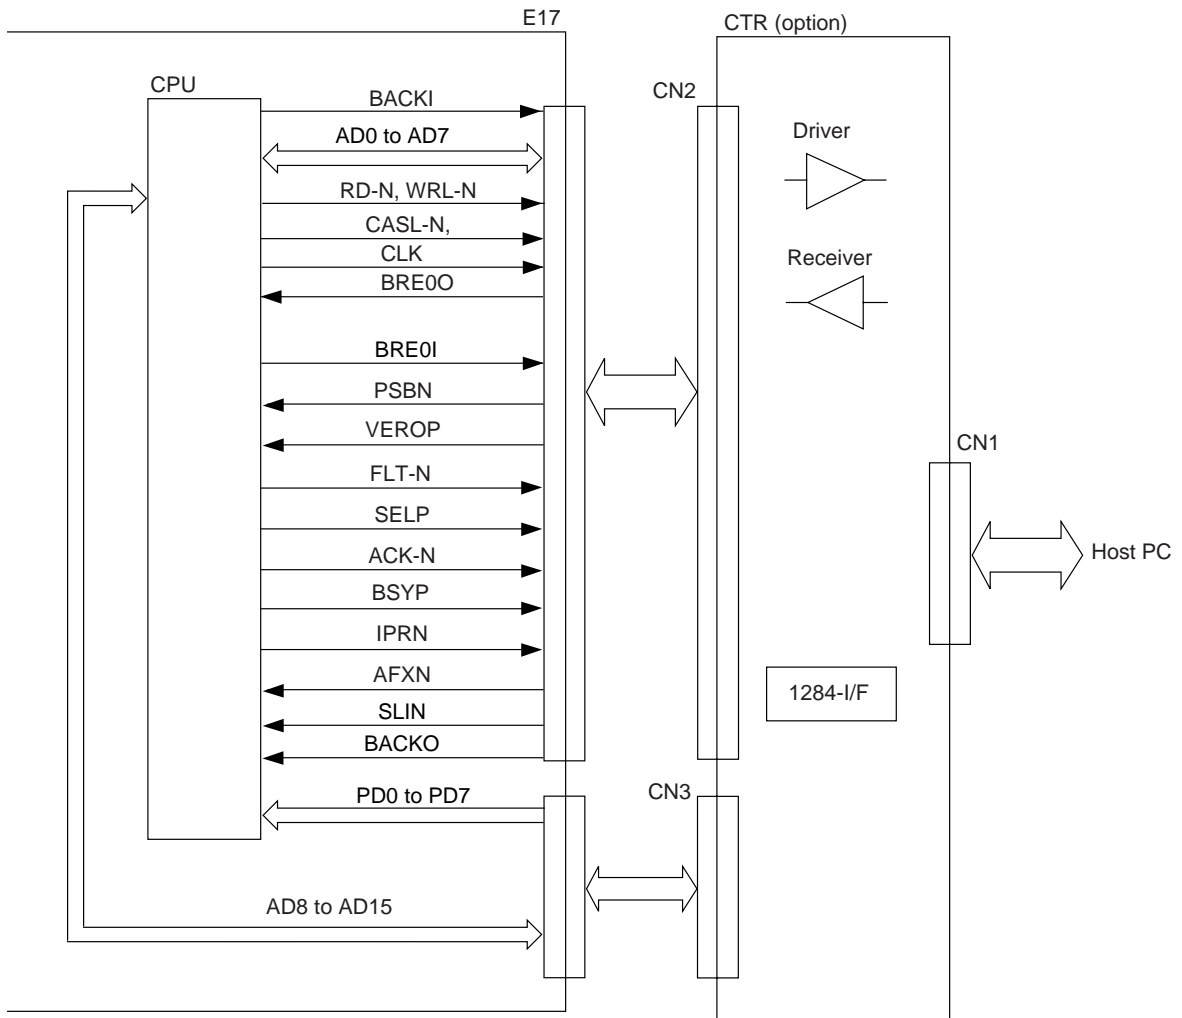 E17
CTR (option)
CPU
CN2
BACKI
AD0 to AD7
Driver
RD-N, WRL-N
CASL-N,
CLK
Receiver
BRE0O
BRE0I
PSBN
VEROP
CN1
FLT-N
SELP
ACK-N
Host PC
BSYP
IPRN
AFXN
1284-I/F
SLIN
BACKO
PD0 to PD7
CN3
AD8 to AD15